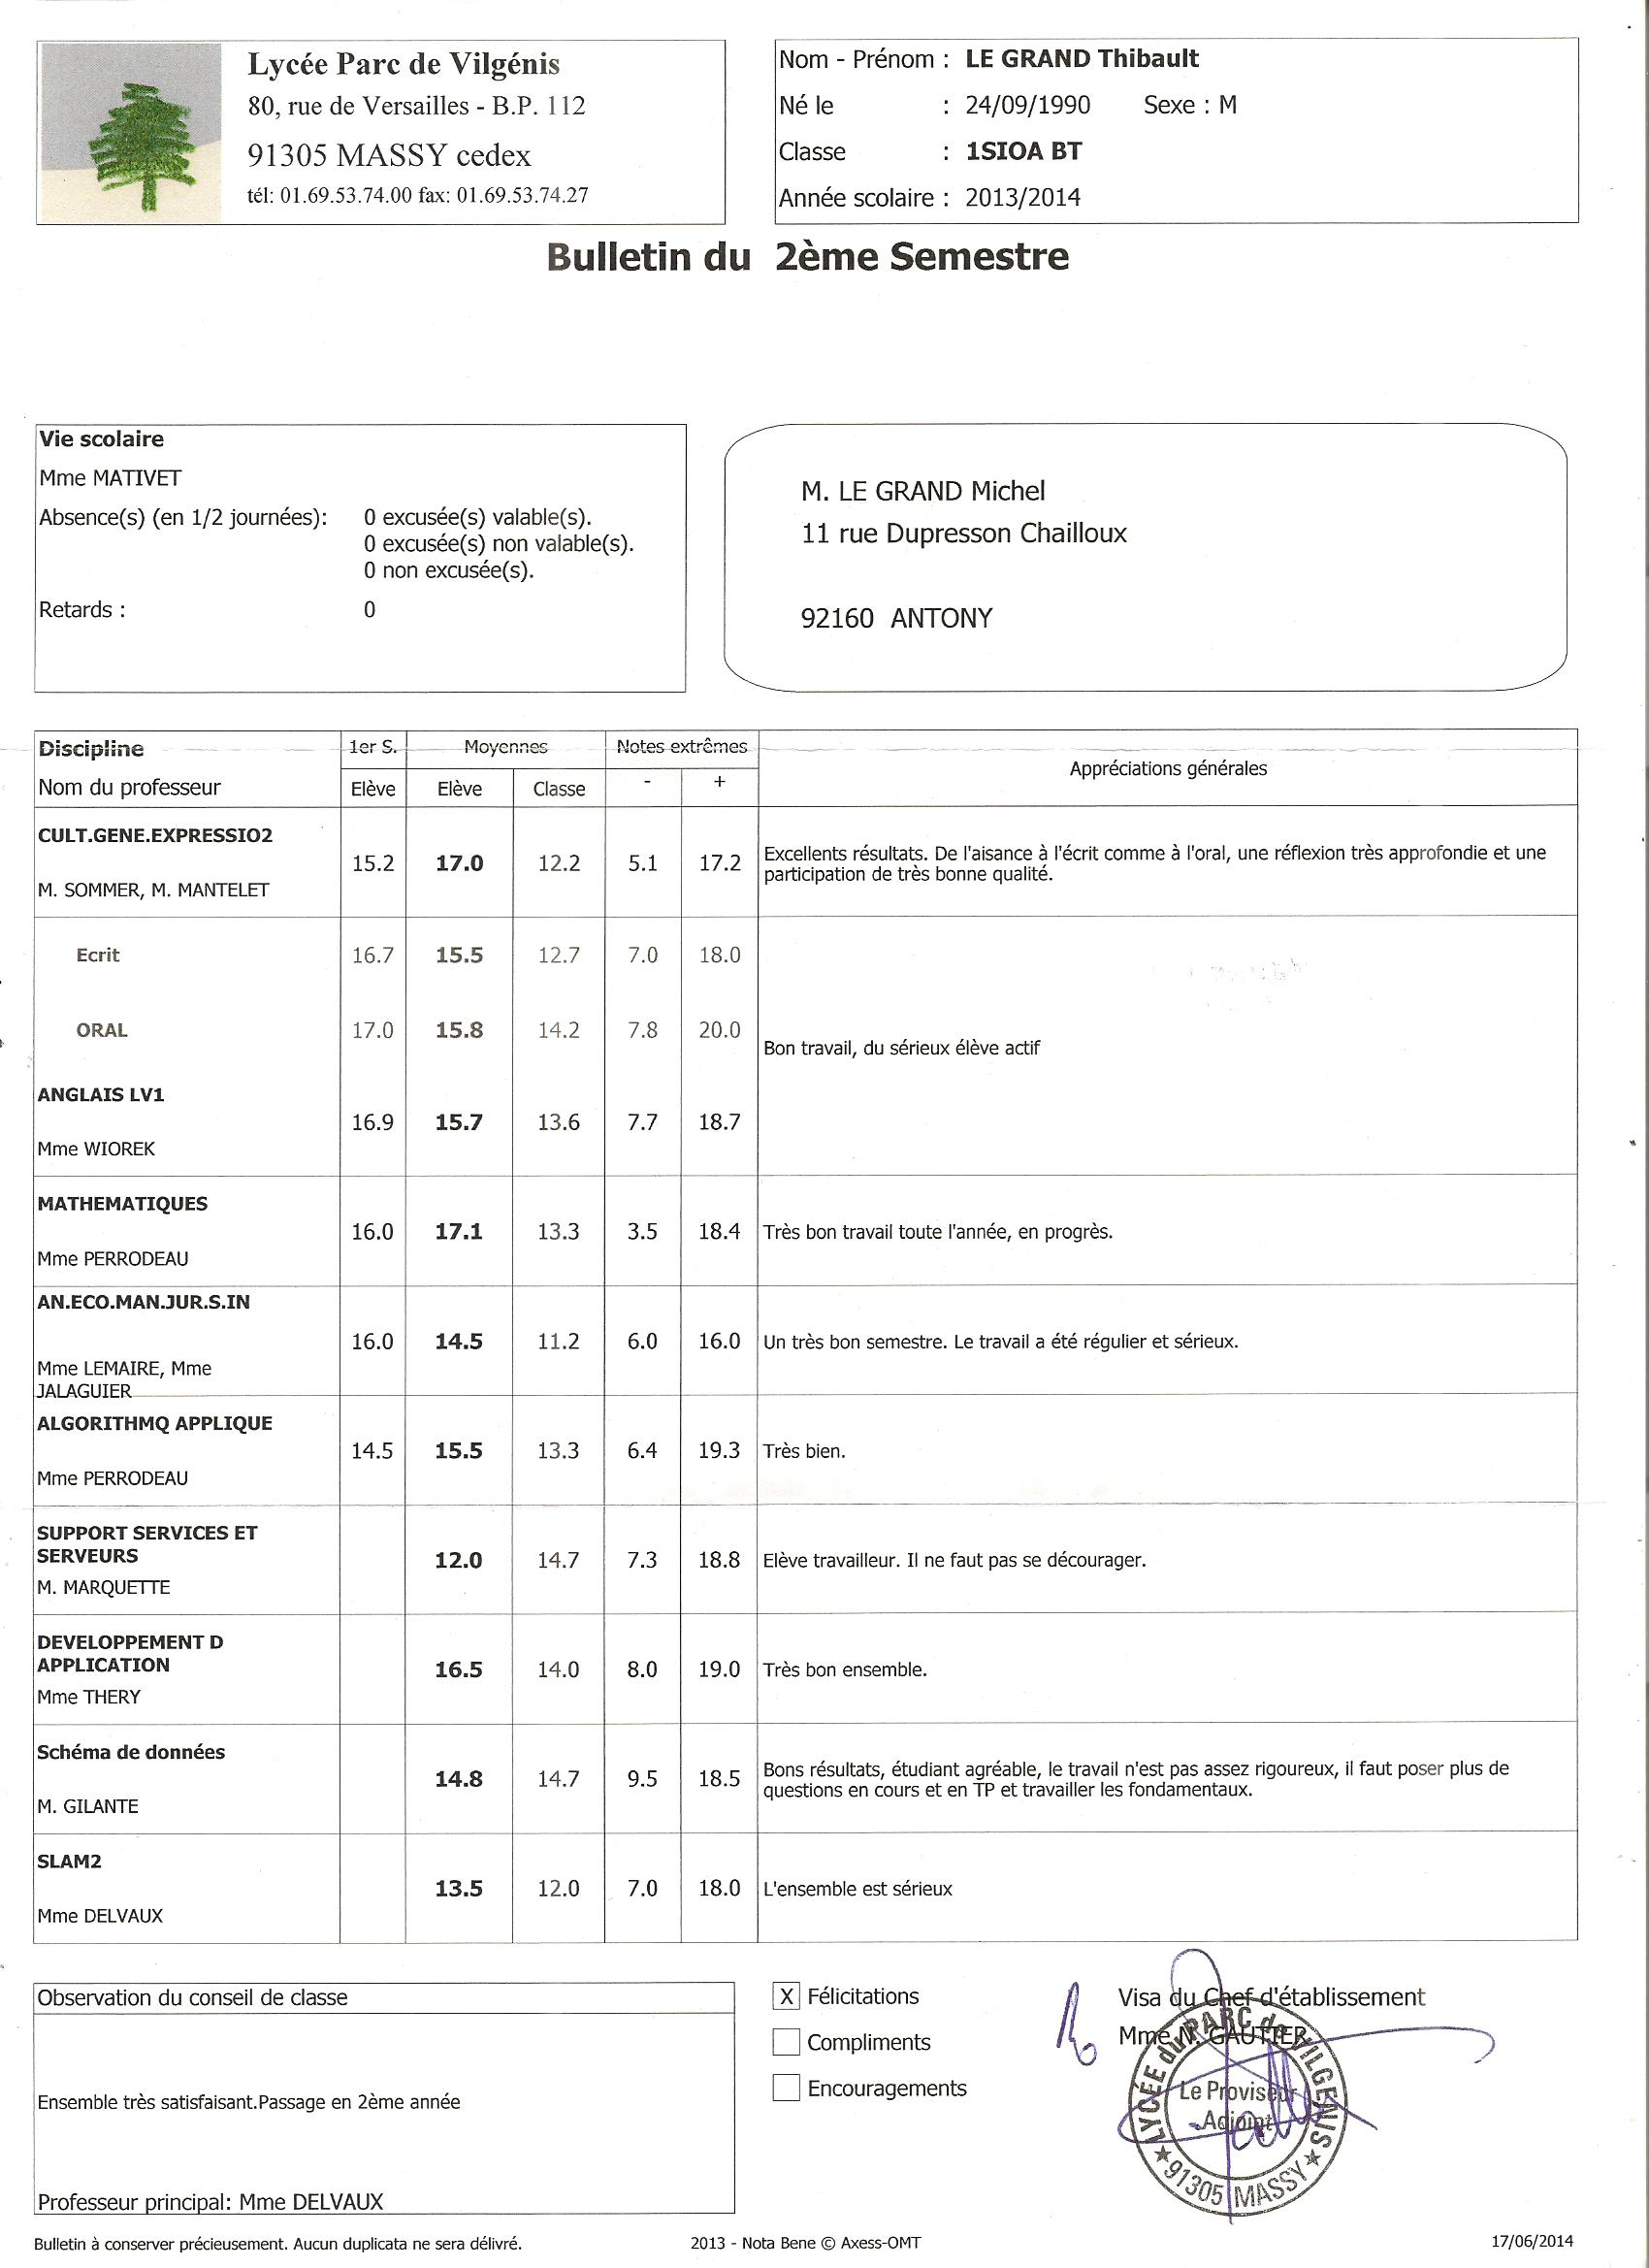 Lycée Parc de Vilgénis
80, rue de Versailles - B.P. 112
91305 MASSY cedex
tél: 01.69.53.74.00 fax: 01.69.53.74.27
Nom - Prénom : LE GRAND Thibault
Né le : 24/09/1990 Sexe : M
Classe : 1SIOA BT
Année scolaire : 2013/2014
Bulletin du 2ème Semestre
Vie scolaire
Mme MATIVET
Absence(s) (en 1/2 journées): 0 excusée(s) valable(s).
0 excusée(s) non valable(s).
0 non excusée(s).
Retards : 0
M. LE GRAND Michel
11 rue Dupresson Chailloux
92160 ANTONY
Discipline 1er S. Moyennes Notes extrêmes
Appréciations générales
Nom du professeur Elève Elève Classe - +
CULT.GENE.EXPRESSIO2
15.2 17.0 12.2 5.1 17.2
Excellents résultats. De l'aisance à l'écrit comme à l'oral, une réflexion très approfondie et une
participation de très bonne qualité.
M. SOMMER, M. MANTELET
Ecrit 16.7 15.5 12.7 7.0 18.0
ORAL 17.0 15.8 14.2 7.8 20.0
Bon travail, du sérieux élève actif
ANGLAIS LV1
16.9 15.7 13.6 7.7 18.7
Mme WIOREK
MATHEMATIQUES
16.0 17.1 13.3 3.5 18.4 Très bon travail toute l'année, en progrès.
Mme PERRODEAU
AN.ECO.MAN.JUR.S.IN
16.0 14.5 11.2 6.0 16.0 Un très bon semestre. Le travail a été régulier et sérieux.
Mme LEMAIRE, Mme
JALAGUIER
ALGORITHMQ APPLIQUE
14.5 15.5 13.3 6.4 19.3 Très bien.
Mme PERRODEAU
SUPPORT SERVICES ET
SERVEURS
12.0 14.7 7.3 18.8 Elève travailleur. Il ne faut pas se décourager.
M. MARQUETTE
DEVELOPPEMENT D
APPLICATION
16.5 14.0 8.0 19.0 Très bon ensemble.
Mme THERY
Schéma de données
14.8 14.7 9.5 18.5
Bons résultats, étudiant agréable, le travail n'est pas assez rigoureux, il faut poser plus de
questions en cours et en TP et travailler les fondamentaux.
M. GILANTE
SLAM2
13.5 12.0 7.0 18.0 L'ensemble est sérieux
Mme DELVAUX
Observation du conseil de classe
Ensemble très satisfaisant.Passage en 2ème année
Professeur principal: Mme DELVAUX
X Félicitations
Compliments
Encouragements
Visa du Chef d'établissement
Mme N. GAUTIER
LYCÉE du PARC de VILGENIS
Le Proviseur
Adjoint
★ 91305 MASSY ★
Bulletin à conserver précieusement. Aucun duplicata ne sera délivré. 2013 - Nota Bene © Axess-OMT 17/06/2014